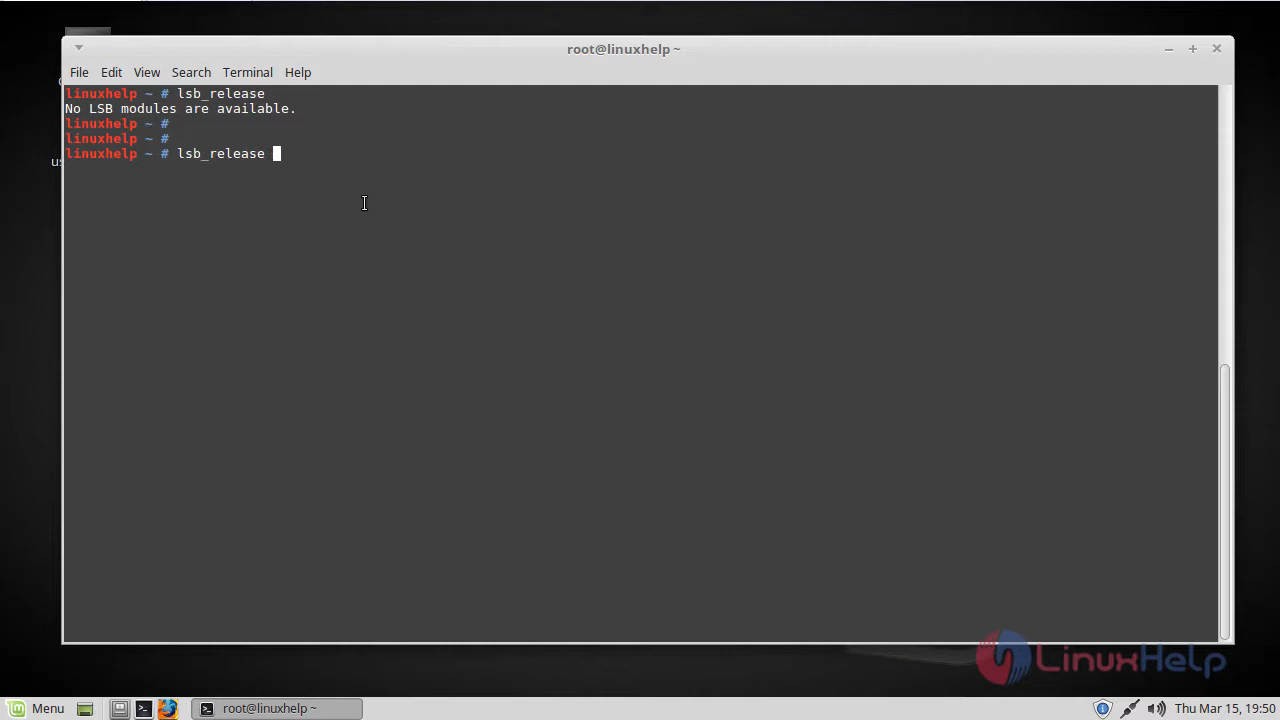 root@linuxhelp ~
File Edit View Search Terminal Help
linuxhelp ~ # lsb_release
No LSB modules are available.
linuxhelp ~ #
linuxhelp ~ #
linuxhelp ~ # lsb_release
LinuxHelp
Menu root@linuxhelp ~ Thu Mar 15, 19:50